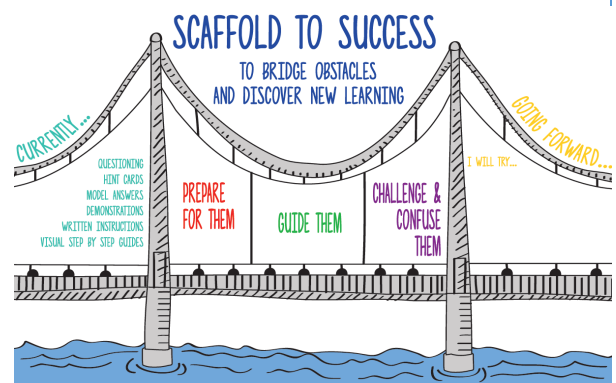 SCAFFOLD TO SUCCESS
TO BRIDGE OBSTACLES
AND DISCOVER NEW LEARNING
CURRENTLY...
QUESTIONING
HINT CARDS
MODEL ANSWERS
DEMONSTRATIONS
WRITTEN INSTRUCTIONS
VISUAL STEP BY STEP GUIDES
PREPARE
FOR THEM
GUIDE THEM
CHALLENGE &
CONFUSE
THEM
GOING FORWARD...
I WILL TRY...